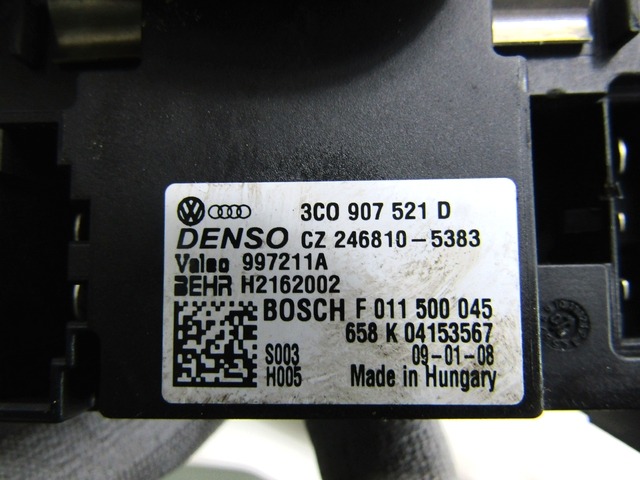 3C0 907 521 D
DENSO CZ 246810-5383
Valeo 997211A
BEHR H2162002
BOSCH F 011 500 045
658 K 04153567
S003 09-01-08
H005 Made in Hungary